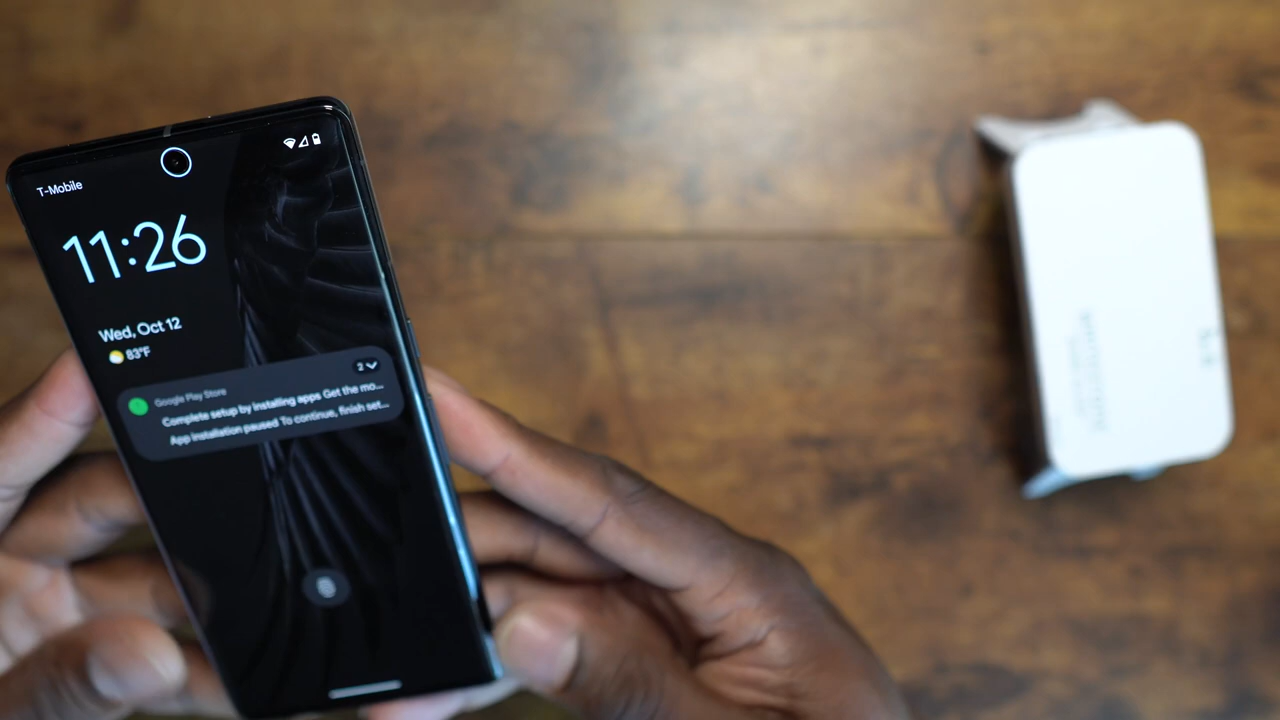 T-Mobile
11:26
Wed, Oct 12
83°F
Google Play Store
2
Complete setup by installing apps Get the mo...
App installation paused To continue, finish set...